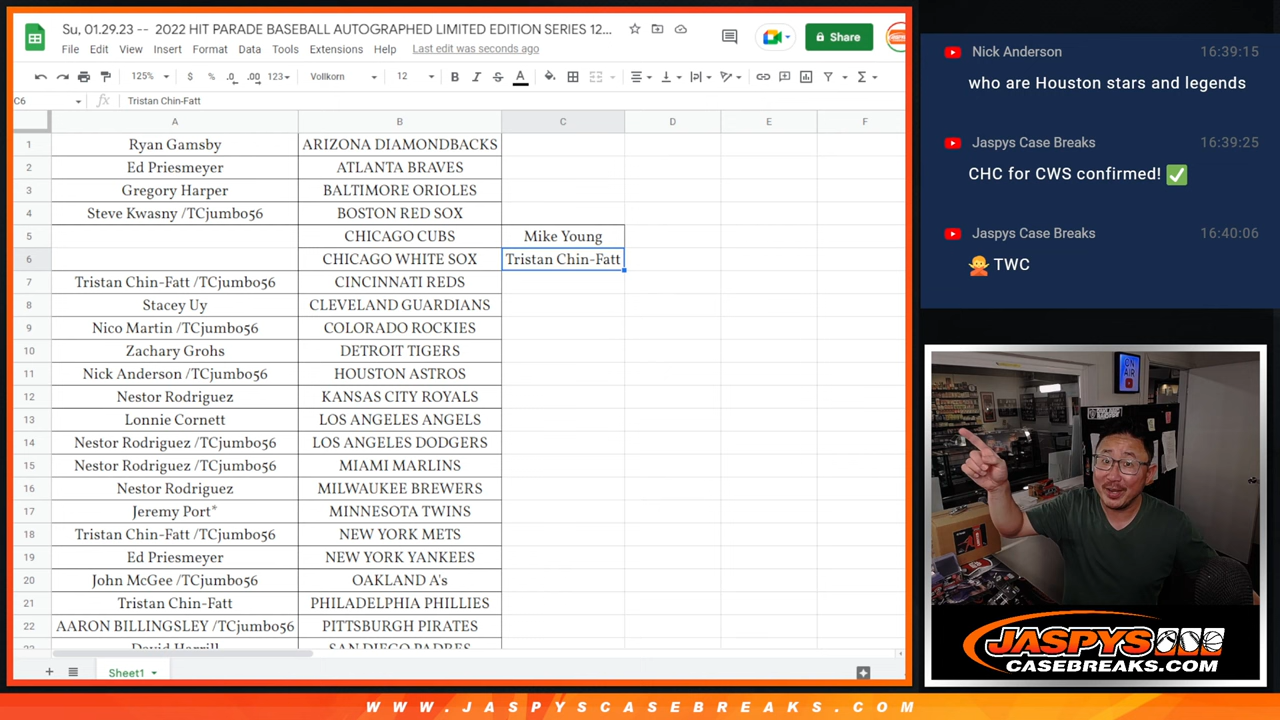 Su, 01.29.23 -- 2022 HIT PARADE BASEBALL AUTOGRAPHED LIMITED EDITION SERIES 12...
Share
File Edit View Insert Format Data Tools Extensions Help Last edit was seconds ago
125% $ % .0 .00 123 Vollkorn 12 B I S A
C6 fx Tristan Chin-Fatt
A B C D E F
1 Ryan Gamsby ARIZONA DIAMONDBACKS
2 Ed Priesmeyer ATLANTA BRAVES
3 Gregory Harper BALTIMORE ORIOLES
4 Steve Kwasny /TCjumbo56 BOSTON RED SOX
5 CHICAGO CUBS Mike Young
6 CHICAGO WHITE SOX Tristan Chin-Fatt
7 Tristan Chin-Fatt /TCjumbo56 CINCINNATI REDS
8 Stacey Uy CLEVELAND GUARDIANS
9 Nico Martin /TCjumbo56 COLORADO ROCKIES
10 Zachary Grohs DETROIT TIGERS
11 Nick Anderson /TCjumbo56 HOUSTON ASTROS
12 Nestor Rodriguez KANSAS CITY ROYALS
13 Lonnie Cornett LOS ANGELES ANGELS
14 Nestor Rodriguez /TCjumbo56 LOS ANGELES DODGERS
15 Nestor Rodriguez /TCjumbo56 MIAMI MARLINS
16 Nestor Rodriguez MILWAUKEE BREWERS
17 Jeremy Port* MINNESOTA TWINS
18 Tristan Chin-Fatt /TCjumbo56 NEW YORK METS
19 Ed Priesmeyer NEW YORK YANKEES
20 John McGee /TCjumbo56 OAKLAND A's
21 Tristan Chin-Fatt PHILADELPHIA PHILLIES
22 AARON BILLINGSLEY /TCjumbo56 PITTSBURGH PIRATES
23 David Harrill SAN DIEGO PADRES
Sheet1
Nick Anderson 16:39:15
who are Houston stars and legends
Jaspys Case Breaks 16:39:25
CHC for CWS confirmed! ✅
Jaspys Case Breaks 16:40:06
🙅 TWC
ON AIR
JASPYS
CASEBREAKS.COM
WWW.JASPYSCASEBREAKS.COM